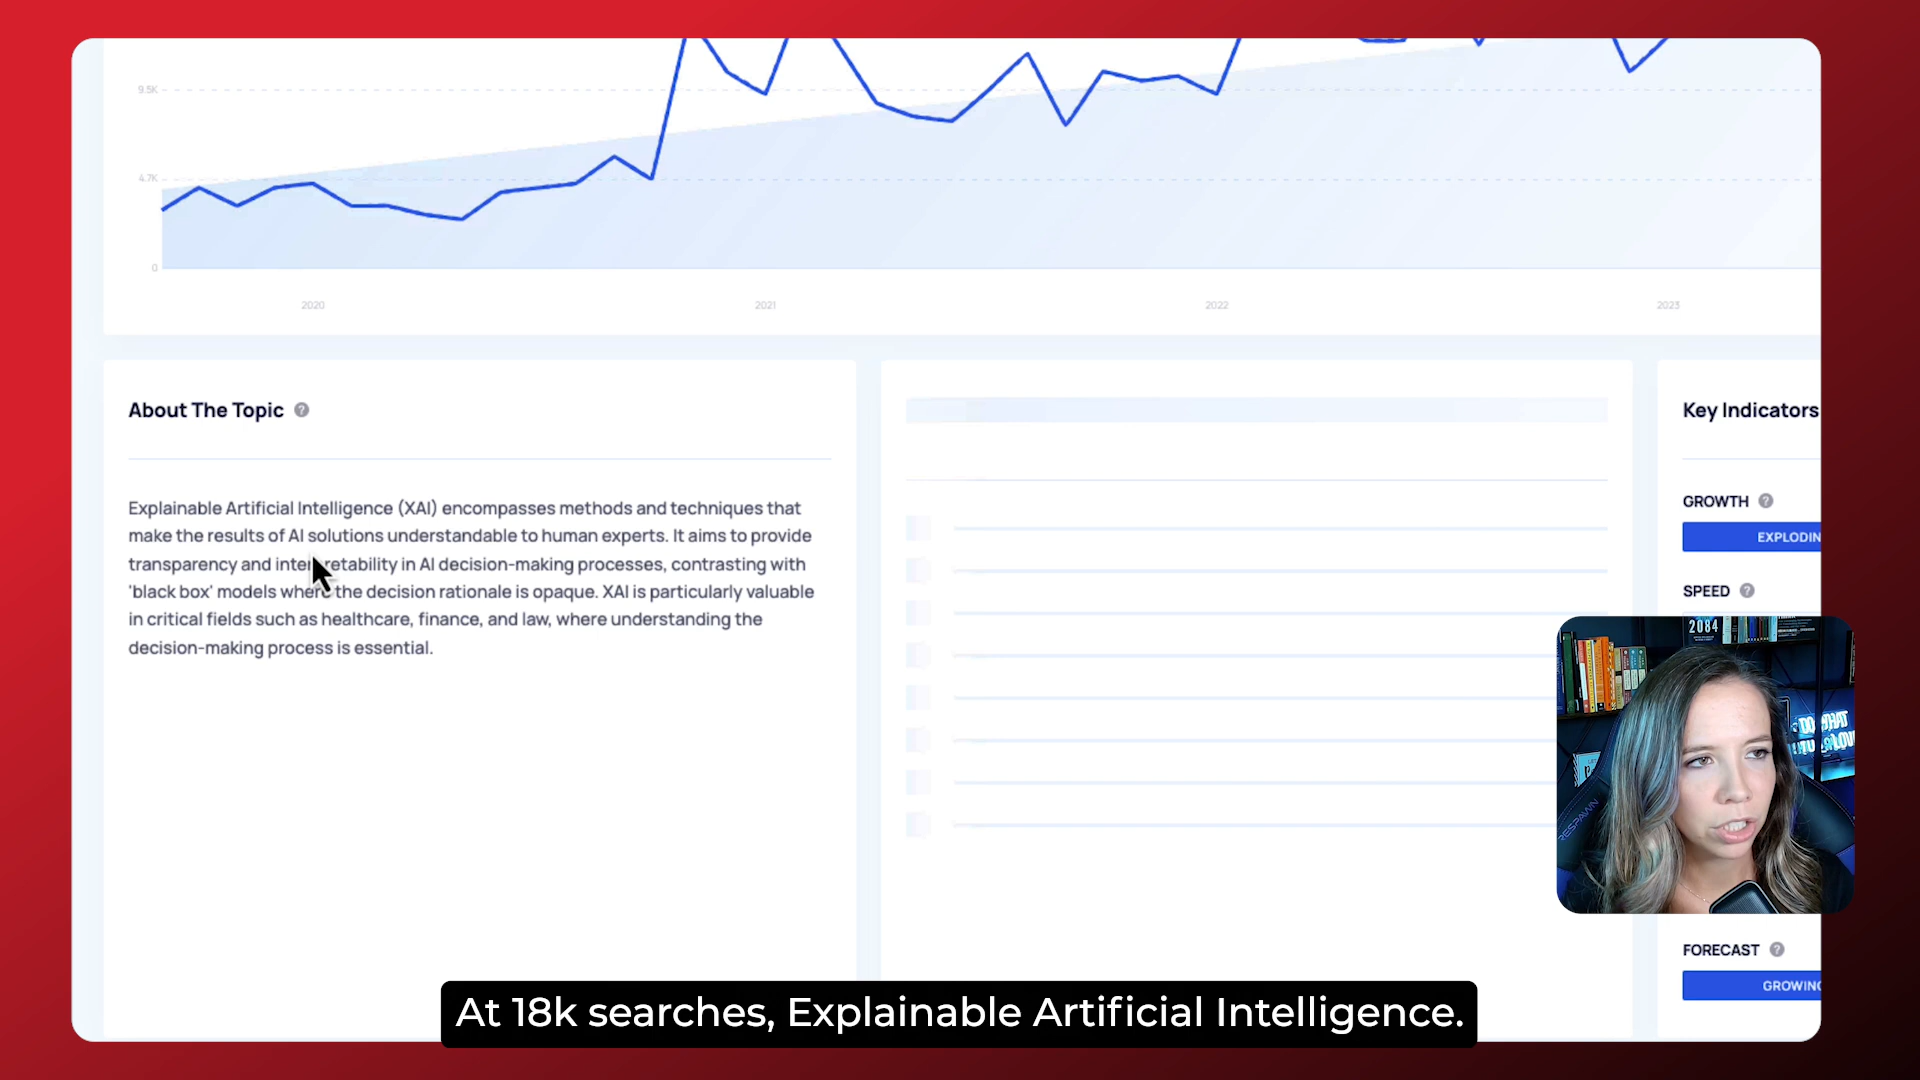 9.5K
4.7K
0
2020
2021
2022
2023
About The Topic ?
Explainable Artificial Intelligence (XAI) encompasses methods and techniques that
make the results of AI solutions understandable to human experts. It aims to provide
transparency and interpretability in AI decision-making processes, contrasting with
'black box' models where the decision rationale is opaque. XAI is particularly valuable
in critical fields such as healthcare, finance, and law, where understanding the
decision-making process is essential.
Key Indicators
GROWTH ?
EXPLODIN
SPEED ?
2084
RESPAWN
FORECAST ?
GROWING
At 18k searches, Explainable Artificial Intelligence.